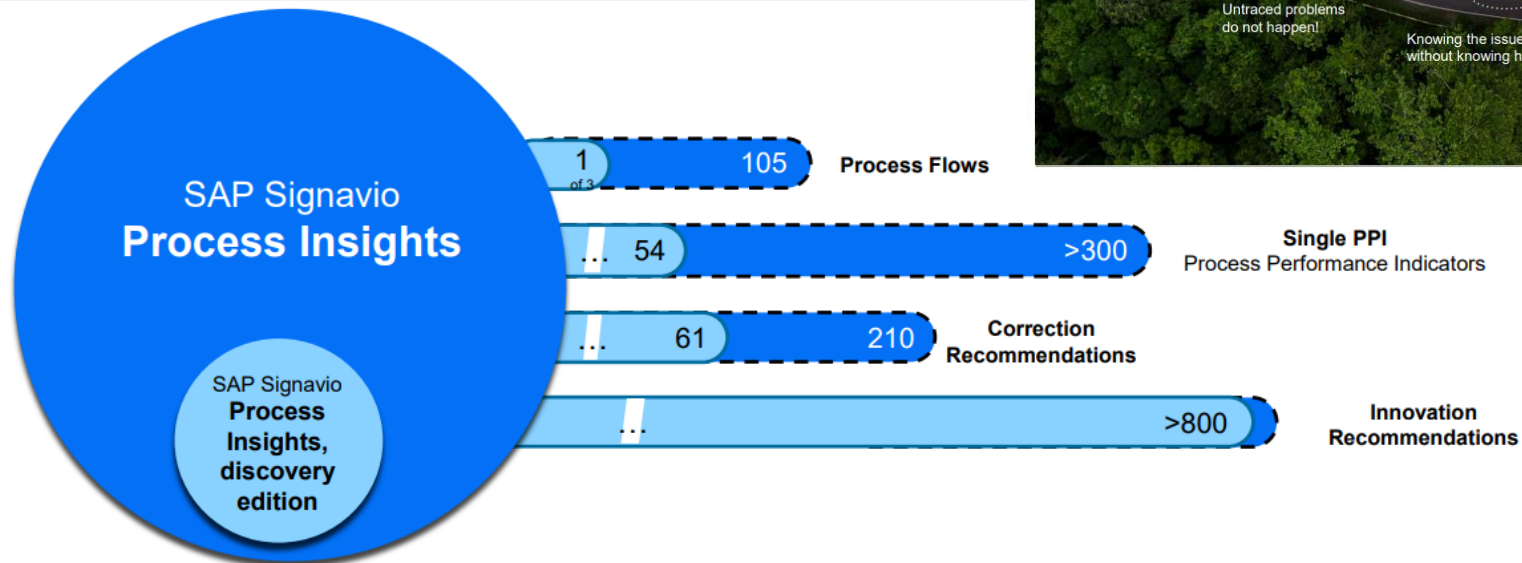 Untraced problems
do not happen!
Knowing the issue
without knowing h
SAP Signavio
Process Insights
SAP Signavio
Process
Insights,
discovery
edition
1
of 3
105
Process Flows
... 54
>300
Single PPI
Process Performance Indicators
... 61
210
Correction
Recommendations
...
>800
Innovation
Recommendations